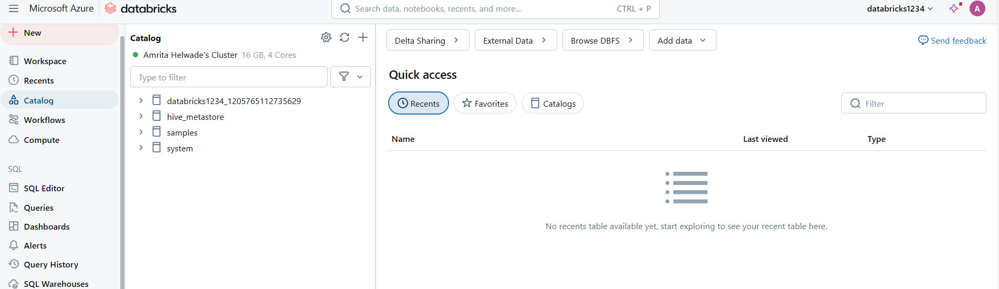 Microsoft Azure
databricks
Search data, notebooks, recents, and more...
CTRL + P
databricks1234
A
New
Workspace
Recents
Catalog
Workflows
Compute
SQL
SQL Editor
Queries
Dashboards
Alerts
Query History
SQL Warehouses
Catalog
Amrita Helwade's Cluster 16 GB, 4 Cores
Type to filter
databricks1234_1205765112735629
hive_metastore
samples
system
Delta Sharing
External Data
Browse DBFS
Add data
Send feedback
Quick access
Recents
Favorites
Catalogs
Filter
Name
Last viewed
Type
No recents table available yet, start exploring to see your recent table here.